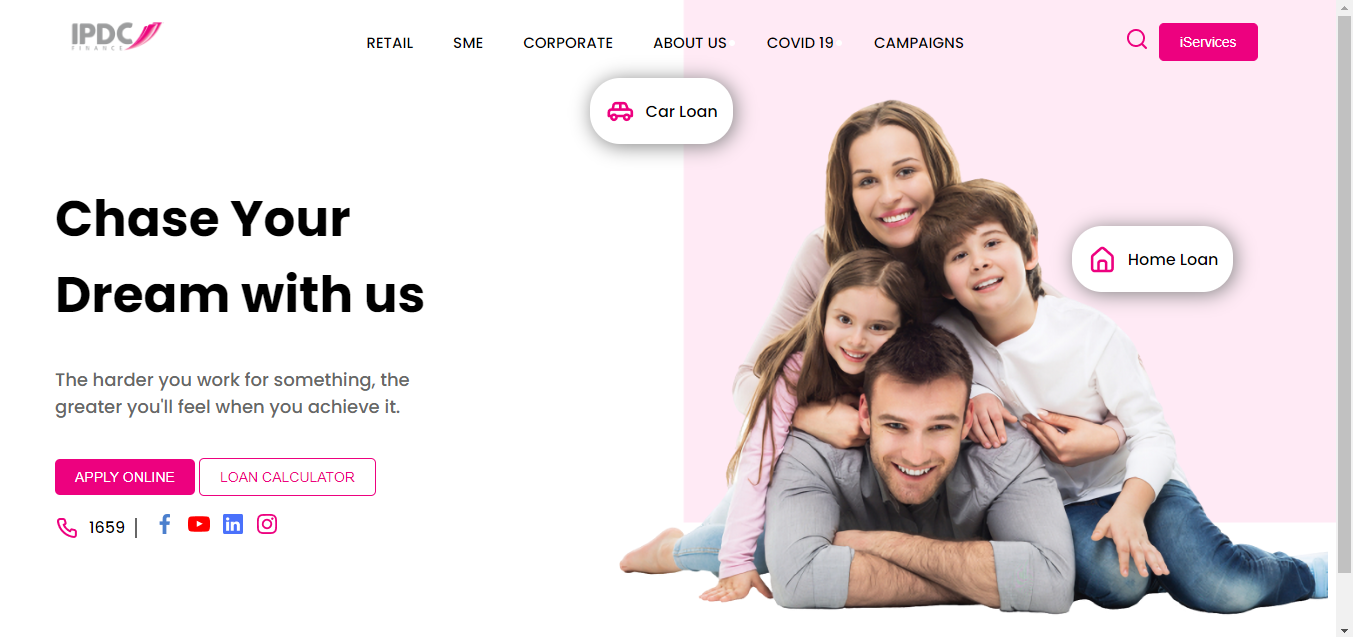 IPDC
FINANCE
RETAIL
SME
CORPORATE
ABOUT US
COVID 19
CAMPAIGNS
iServices
Car Loan
Home Loan
Chase Your
Dream with us
The harder you work for something, the
greater you'll feel when you achieve it.
APPLY ONLINE
LOAN CALCULATOR
1659 |
f
in